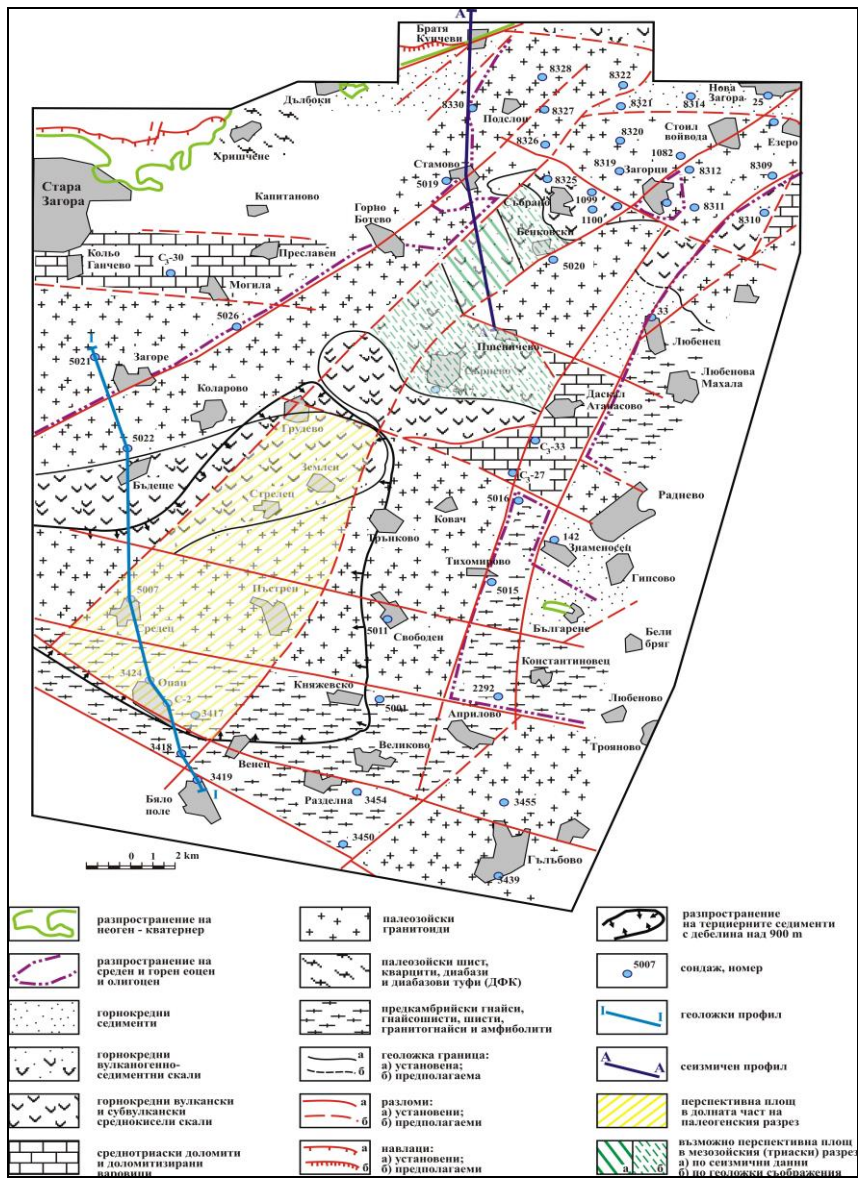 А
Братя
Кунчеви
8328
8322
Нова
Загора
25
8314
8321
Дълбоки
8330
Подслон
8327
Стоил
войвода
Езеро
8326
8320
1082
Хрищене
Стамово
5019
8325
8319
Загорци
8312
8309
Стара
Загора
Капитаново
Събрано
1099
1100
8311
8310
Горно
Ботево
Бенковски
5020
Кольо
Ганчево
С₃-30
Преславен
Могила
5026
33
Любенец
А
Пшеничево
I
5021
Загоре
Коларово
Любенова
Махала
Даскал
Атанасово
Грудево
С₃-33
5022
Бъдеще
Землен
С₃-27
Стрелец
5016
Раднево
Ковач
Трънково
142
Знаменосец
Тихомирово
Гипсово
5015
5007
Пъстрен
Средец
5011
Свободен
Българене
Бели
бряг
Константиновец
3424
Опан
С-2
3417
Княжевско
5001
2292
Любеново
Априлово
Трояново
3418
Венец
Великово
3419
Бяло
поле
I
Разделна
3454
3455
3450
Гълъбово
3439
0 1 2 km
разпространение на
неоген - кватернер
разпространение на
среден и горен еоцен
и олигоцен
горнокредни
седименти
горнокредни
вулканогенно-
седиментни скали
горнокредни вулкански
и субвулкански
среднокисели скали
среднотриаски доломити
и доломитизирани
варовици
палеозойски
гранитоиди
палеозойски шист,
кварцити, диабази
и диабазови туфи (ДФК)
предкамбрийски гнайси,
гнайсошисти, шисти,
гранитогнайси и амфиболити
а
б
геоложка граница:
а) установена;
б) предполагаема
а
б
разломи:
а) установени;
б) предполагаеми
а
б
навлаци:
а) установени;
б) предполагаеми
разпространение
на терциерните седименти
с дебелина над 900 m
5007
сондаж, номер
I I
геоложки профил
А А
сеизмичен профил
перспективна площ
в долната част на
палеогенския разрез
а б
възможно перспективна площ
в мезозойския (триаски) разрез
а) по сеизмични данни
б) по геоложки съображения